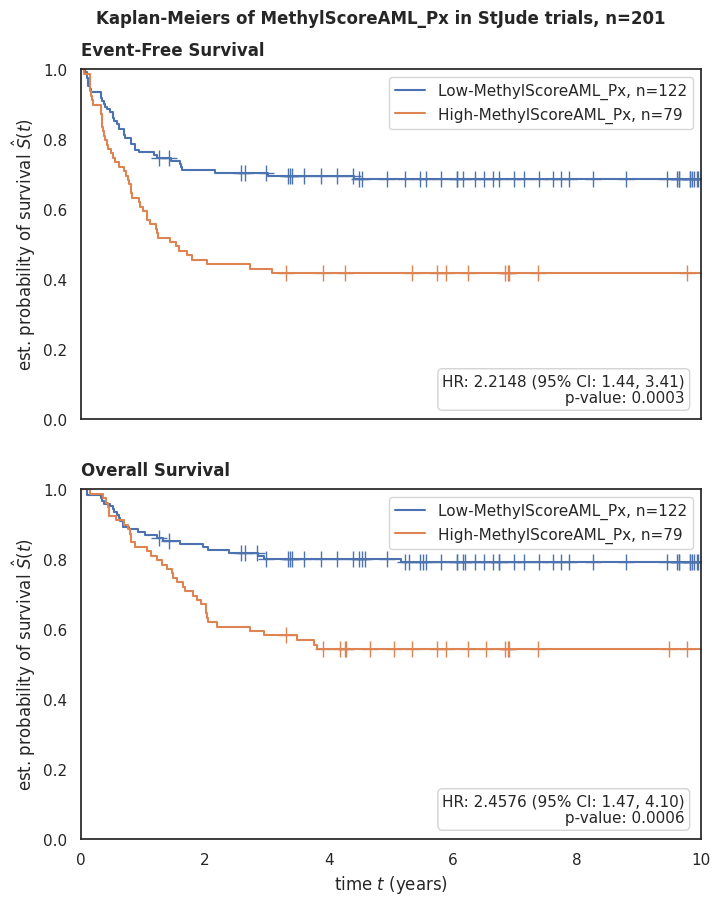 Kaplan-Meiers of MethylScoreAML_Px in StJude trials, n=201
Event-Free Survival
1.0
0.8
0.6
0.4
0.2
0.0
est. probability of survival Ŝ(t)
Low-MethylScoreAML_Px, n=122
High-MethylScoreAML_Px, n=79
HR: 2.2148 (95% CI: 1.44, 3.41)
p-value: 0.0003
Overall Survival
1.0
0.8
0.6
0.4
0.2
0.0
est. probability of survival Ŝ(t)
Low-MethylScoreAML_Px, n=122
High-MethylScoreAML_Px, n=79
HR: 2.4576 (95% CI: 1.47, 4.10)
p-value: 0.0006
0 2 4 6 8 10
time t (years)